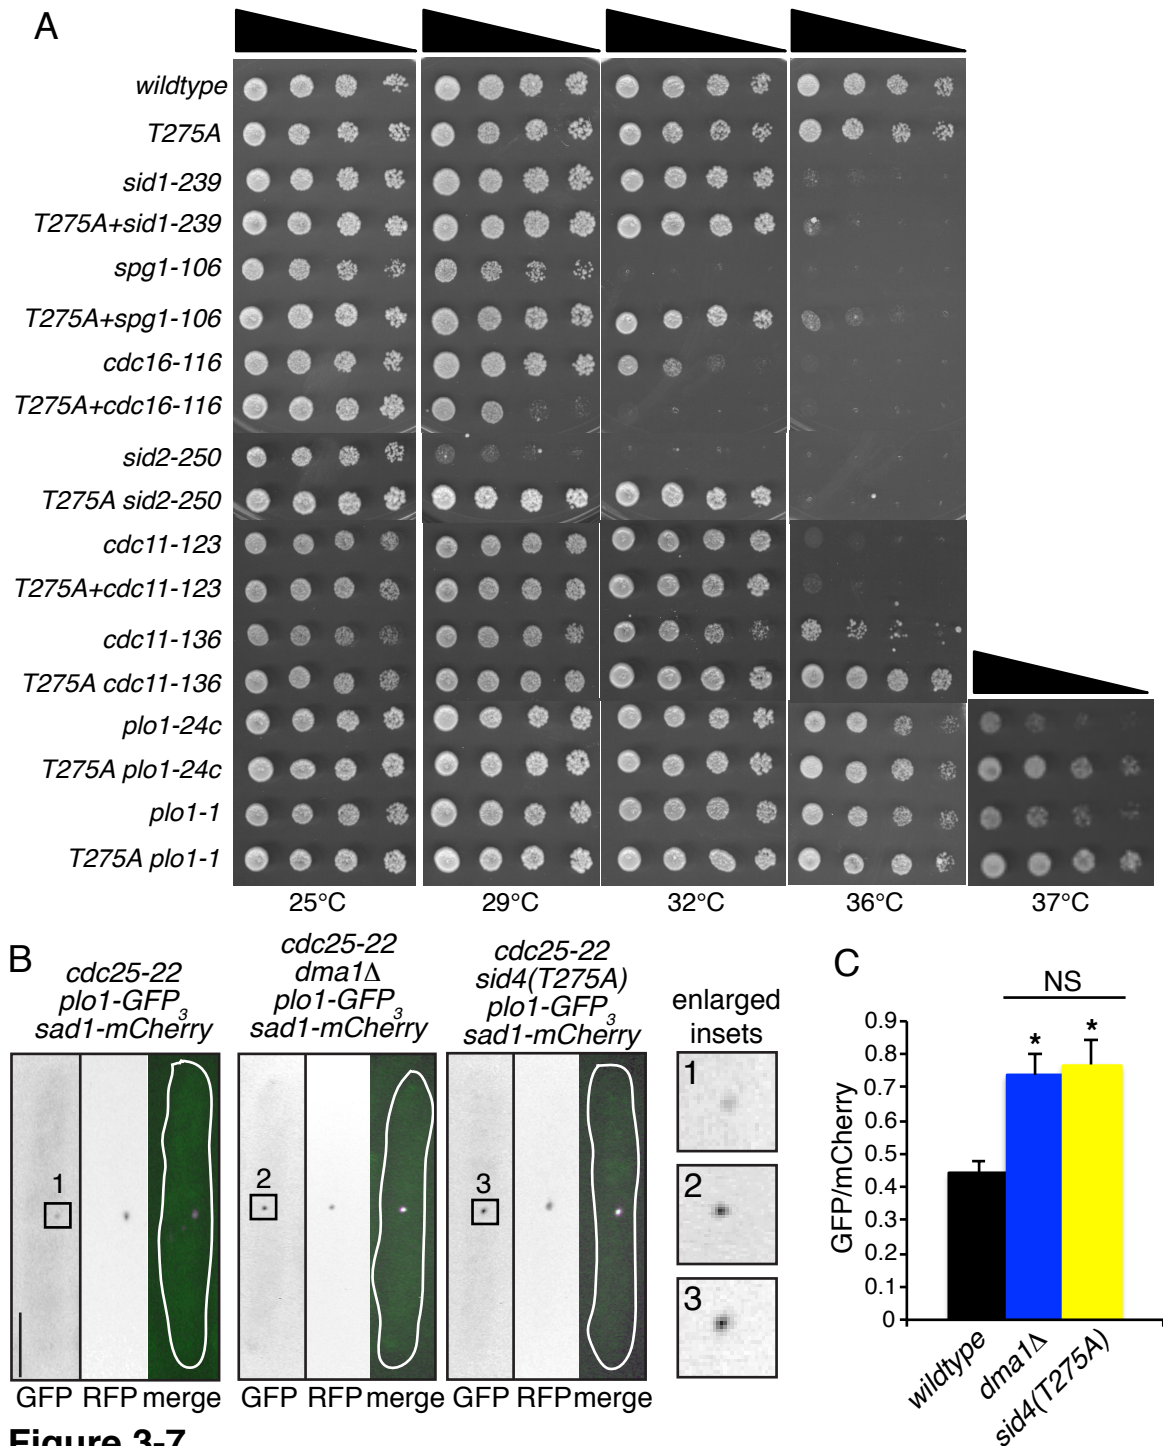 A
wildtype
T275A
sid1-239
T275A+sid1-239
spg1-106
T275A+spg1-106
cdc16-116
T275A+cdc16-116
sid2-250
T275A sid2-250
cdc11-123
T275A+cdc11-123
cdc11-136
T275A cdc11-136
plo1-24c
T275A plo1-24c
plo1-1
T275A plo1-1
25°C 29°C 32°C 36°C 37°C
B
cdc25-22
plo1-GFP3
sad1-mCherry
cdc25-22
dma1Δ
plo1-GFP3
sad1-mCherry
cdc25-22
sid4(T275A)
plo1-GFP3
sad1-mCherry
enlarged
insets
1
2
3
1
2
3
GFP RFP merge
GFP RFP merge
GFP RFP merge
C
NS
* *
GFP/mCherry
0.9
0.8
0.7
0.6
0.5
0.4
0.3
0.2
0.1
0
wildtype
dma1Δ
sid4(T275A)
Figure 3-7